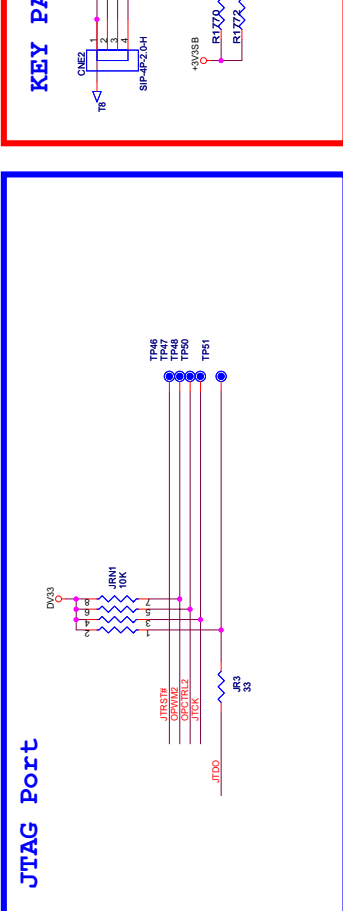 KEY PA
CNE2
1
2
3
4
SIP-4P-2.0-H
T8
+3V3SB
R1770
R1772
JTAG Port
DV33
8
6
4
2
JRN1
10K
7
5
3
1
TP46
TP47
TP48
TP50
TP51
JTRST#
OPWM2
OPCTRL2
JTCK
JTDO
JR3
33